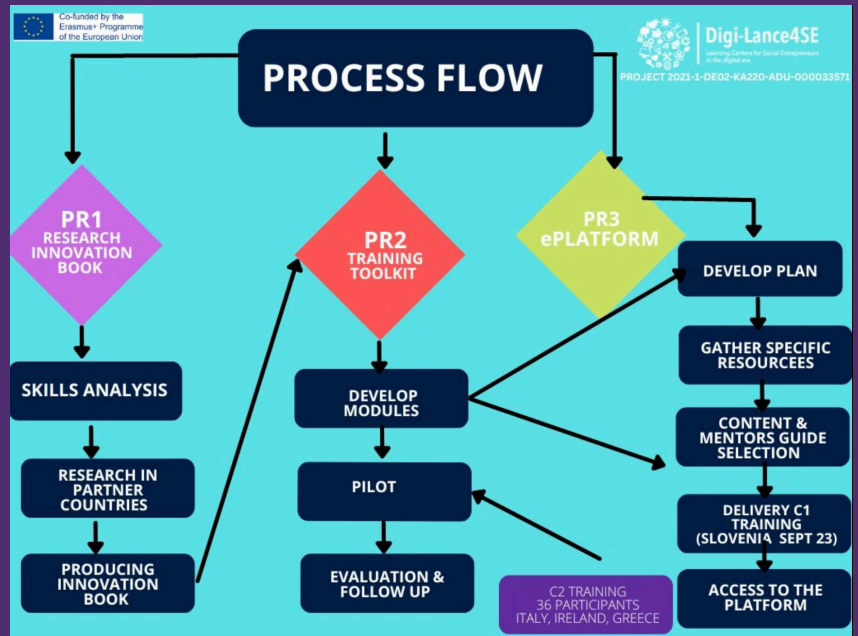 Co-funded by the
Erasmus+ Programme
of the European Union
Digi-Lance4SE
Learning Centers for Social Entrepreneurs
in the digital era
PROJECT 2021-1-DE02-KA220-ADU-000033571
PROCESS FLOW
PR1
RESEARCH
INNOVATION
BOOK
SKILLS ANALYSIS
RESEARCH IN
PARTNER
COUNTRIES
PRODUCING
INNOVATION
BOOK
PR2
TRAINING
TOOLKIT
DEVELOP
MODULES
PILOT
EVALUATION &
FOLLOW UP
PR3
ePLATFORM
DEVELOP PLAN
GATHER SPECIFIC
RESOURCEES
CONTENT &
MENTORS GUIDE
SELECTION
DELIVERY C1
TRAINING
(SLOVENIA SEPT 23)
ACCESS TO THE
PLATFORM
C2 TRAINING
36 PARTICIPANTS
ITALY, IRELAND, GREECE